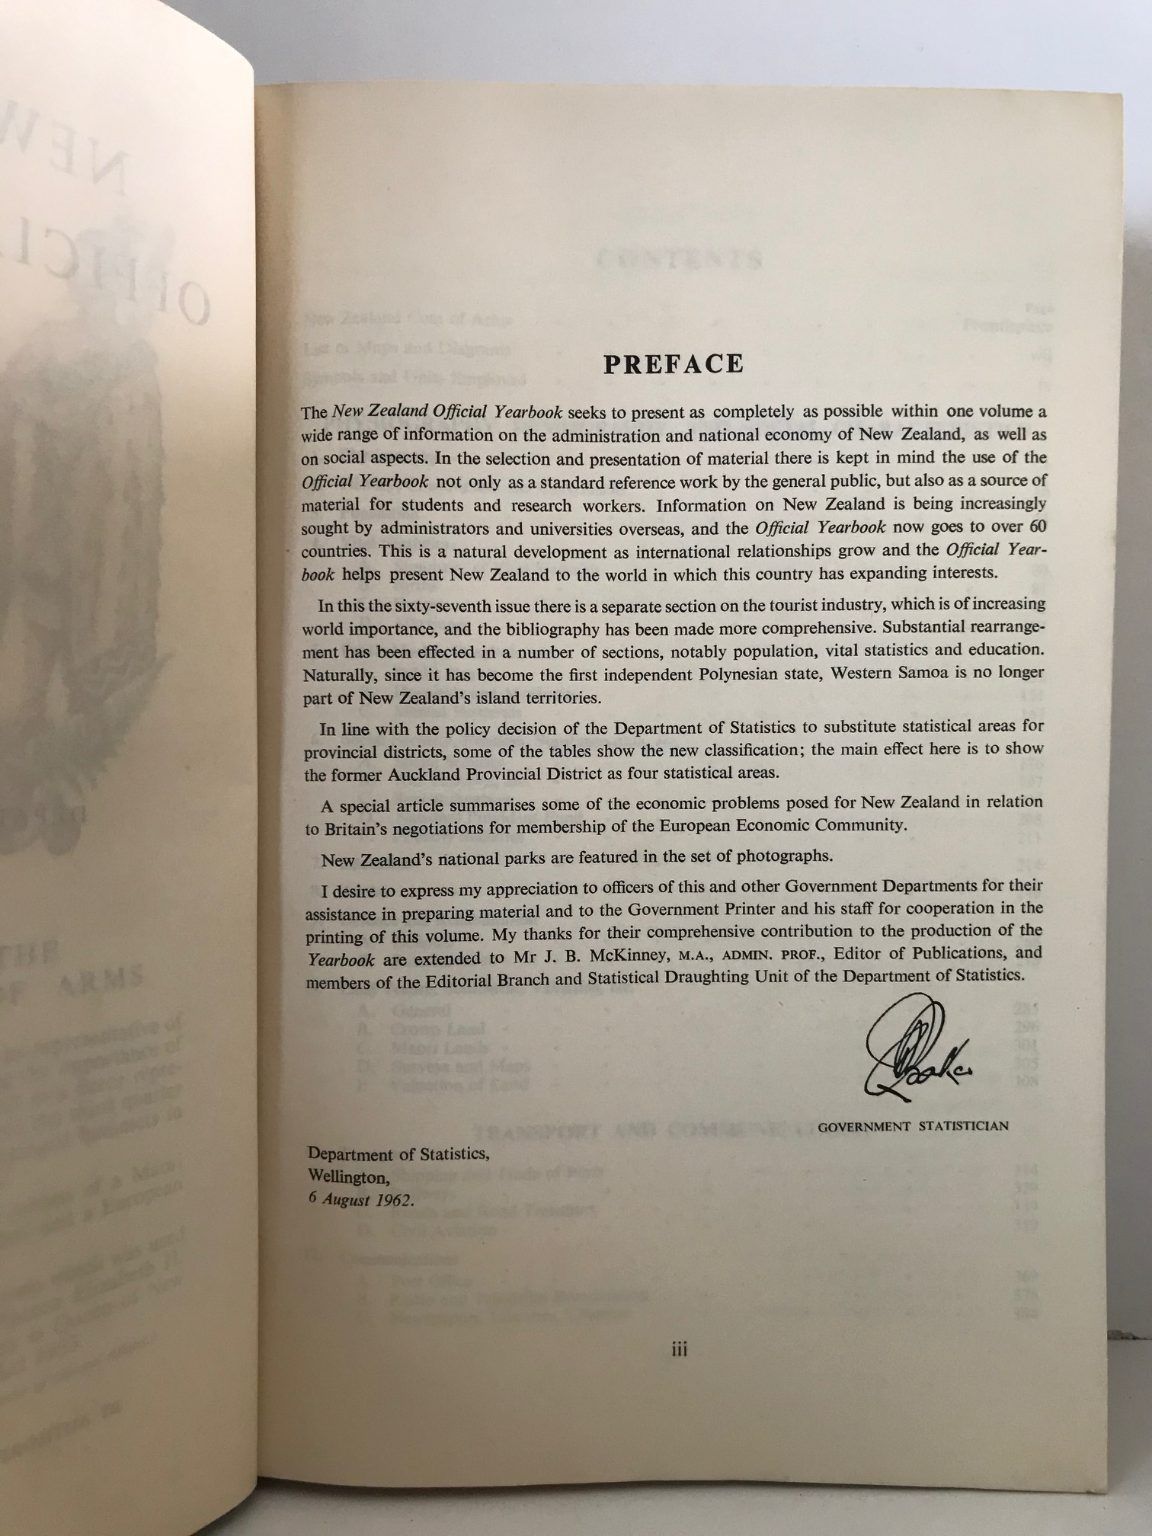 PREFACE
The New Zealand Official Yearbook seeks to present as completely as possible within one volume a
wide range of information on the administration and national economy of New Zealand, as well as
on social aspects. In the selection and presentation of material there is kept in mind the use of the
Official Yearbook not only as a standard reference work by the general public, but also as a source of
material for students and research workers. Information on New Zealand is being increasingly
sought by administrators and universities overseas, and the Official Yearbook now goes to over 60
countries. This is a natural development as international relationships grow and the Official Year-
book helps present New Zealand to the world in which this country has expanding interests.
In this the sixty-seventh issue there is a separate section on the tourist industry, which is of increasing
world importance, and the bibliography has been made more comprehensive. Substantial rearrange-
ment has been effected in a number of sections, notably population, vital statistics and education.
Naturally, since it has become the first independent Polynesian state, Western Samoa is no longer
part of New Zealand's island territories.
In line with the policy decision of the Department of Statistics to substitute statistical areas for
provincial districts, some of the tables show the new classification; the main effect here is to show
the former Auckland Provincial District as four statistical areas.
A special article summarises some of the economic problems posed for New Zealand in relation
to Britain's negotiations for membership of the European Economic Community.
New Zealand's national parks are featured in the set of photographs.
I desire to express my appreciation to officers of this and other Government Departments for their
assistance in preparing material and to the Government Printer and his staff for cooperation in the
printing of this volume. My thanks for their comprehensive contribution to the production of the
Yearbook are extended to Mr J. B. McKinney, M.A., ADMIN. PROF., Editor of Publications, and
members of the Editorial Branch and Statistical Draughting Unit of the Department of Statistics.
GOVERNMENT STATISTICIAN
Department of Statistics,
Wellington,
6 August 1962.
iii